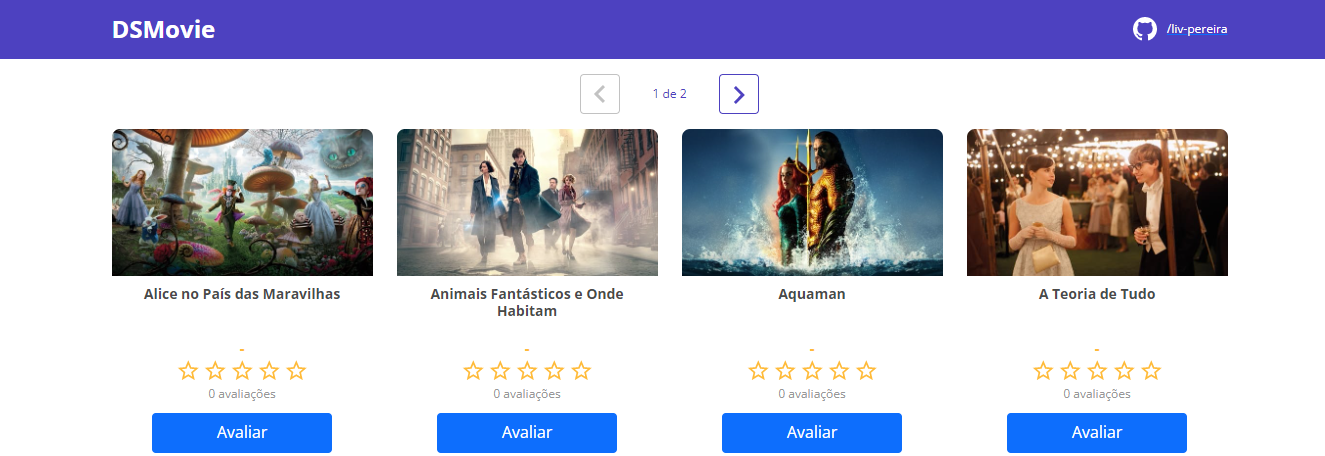 DSMovie
/liv-pereira
1 de 2
Alice no País das Maravilhas
Animais Fantásticos e Onde
Habitam
Aquaman
A Teoria de Tudo
-
-
-
-
0 avaliações
0 avaliações
0 avaliações
0 avaliações
Avaliar
Avaliar
Avaliar
Avaliar